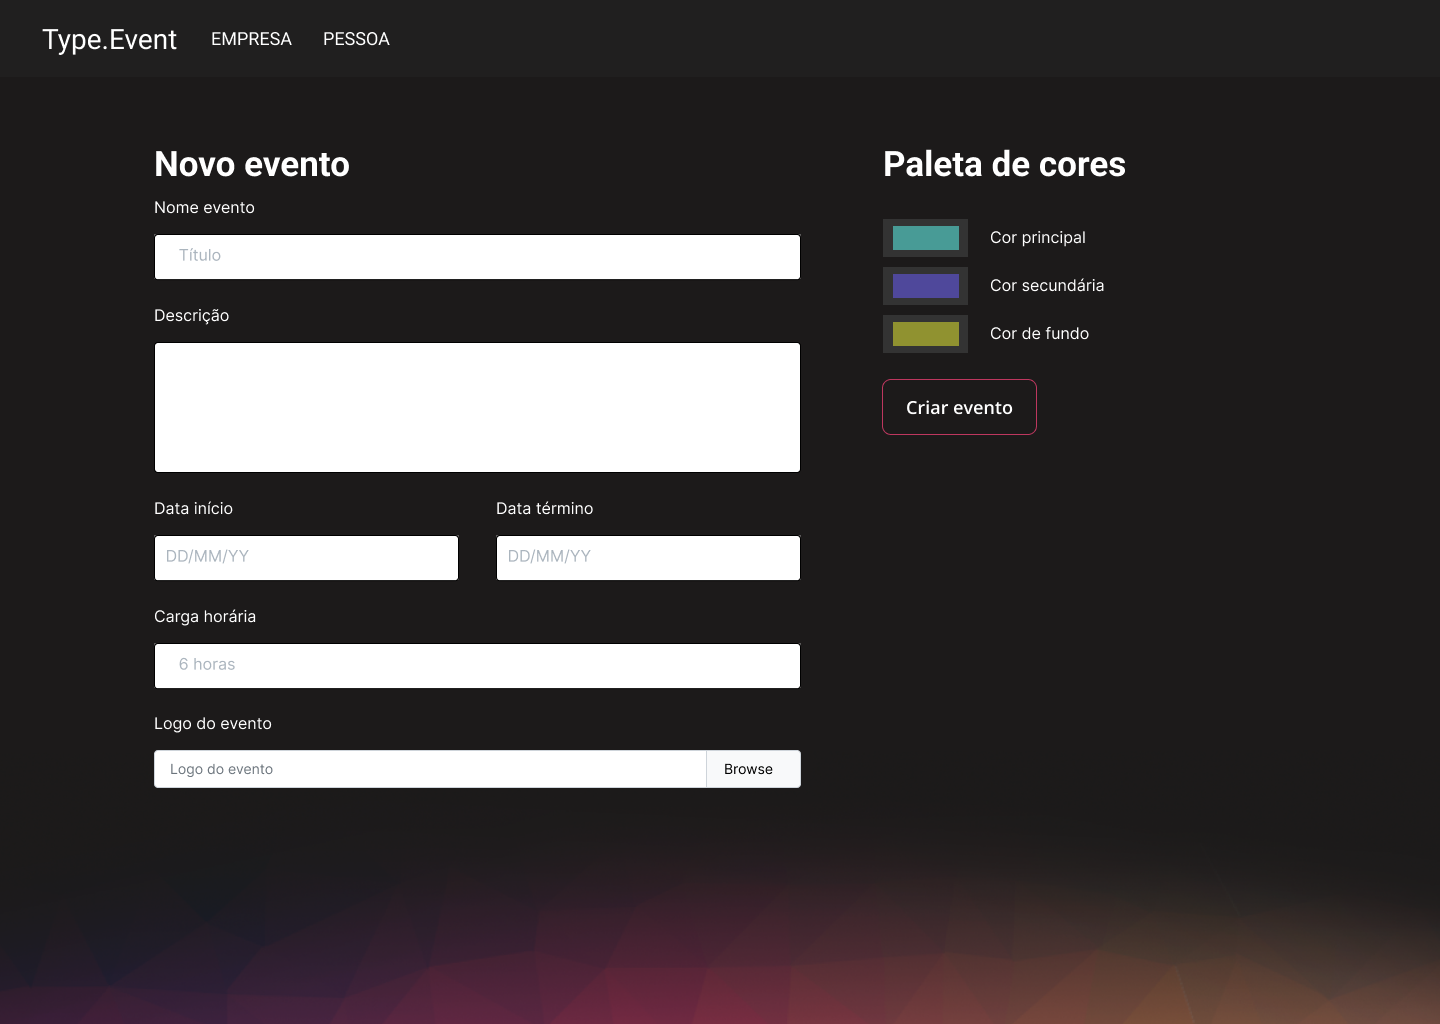 Type.Event EMPRESA PESSOA
Novo evento
Nome evento
Título
Descrição
Data início Data término
DD/MM/YY DD/MM/YY
Carga horária
6 horas
Logo do evento
Logo do evento Browse
Paleta de cores
Cor principal
Cor secundária
Cor de fundo
Criar evento